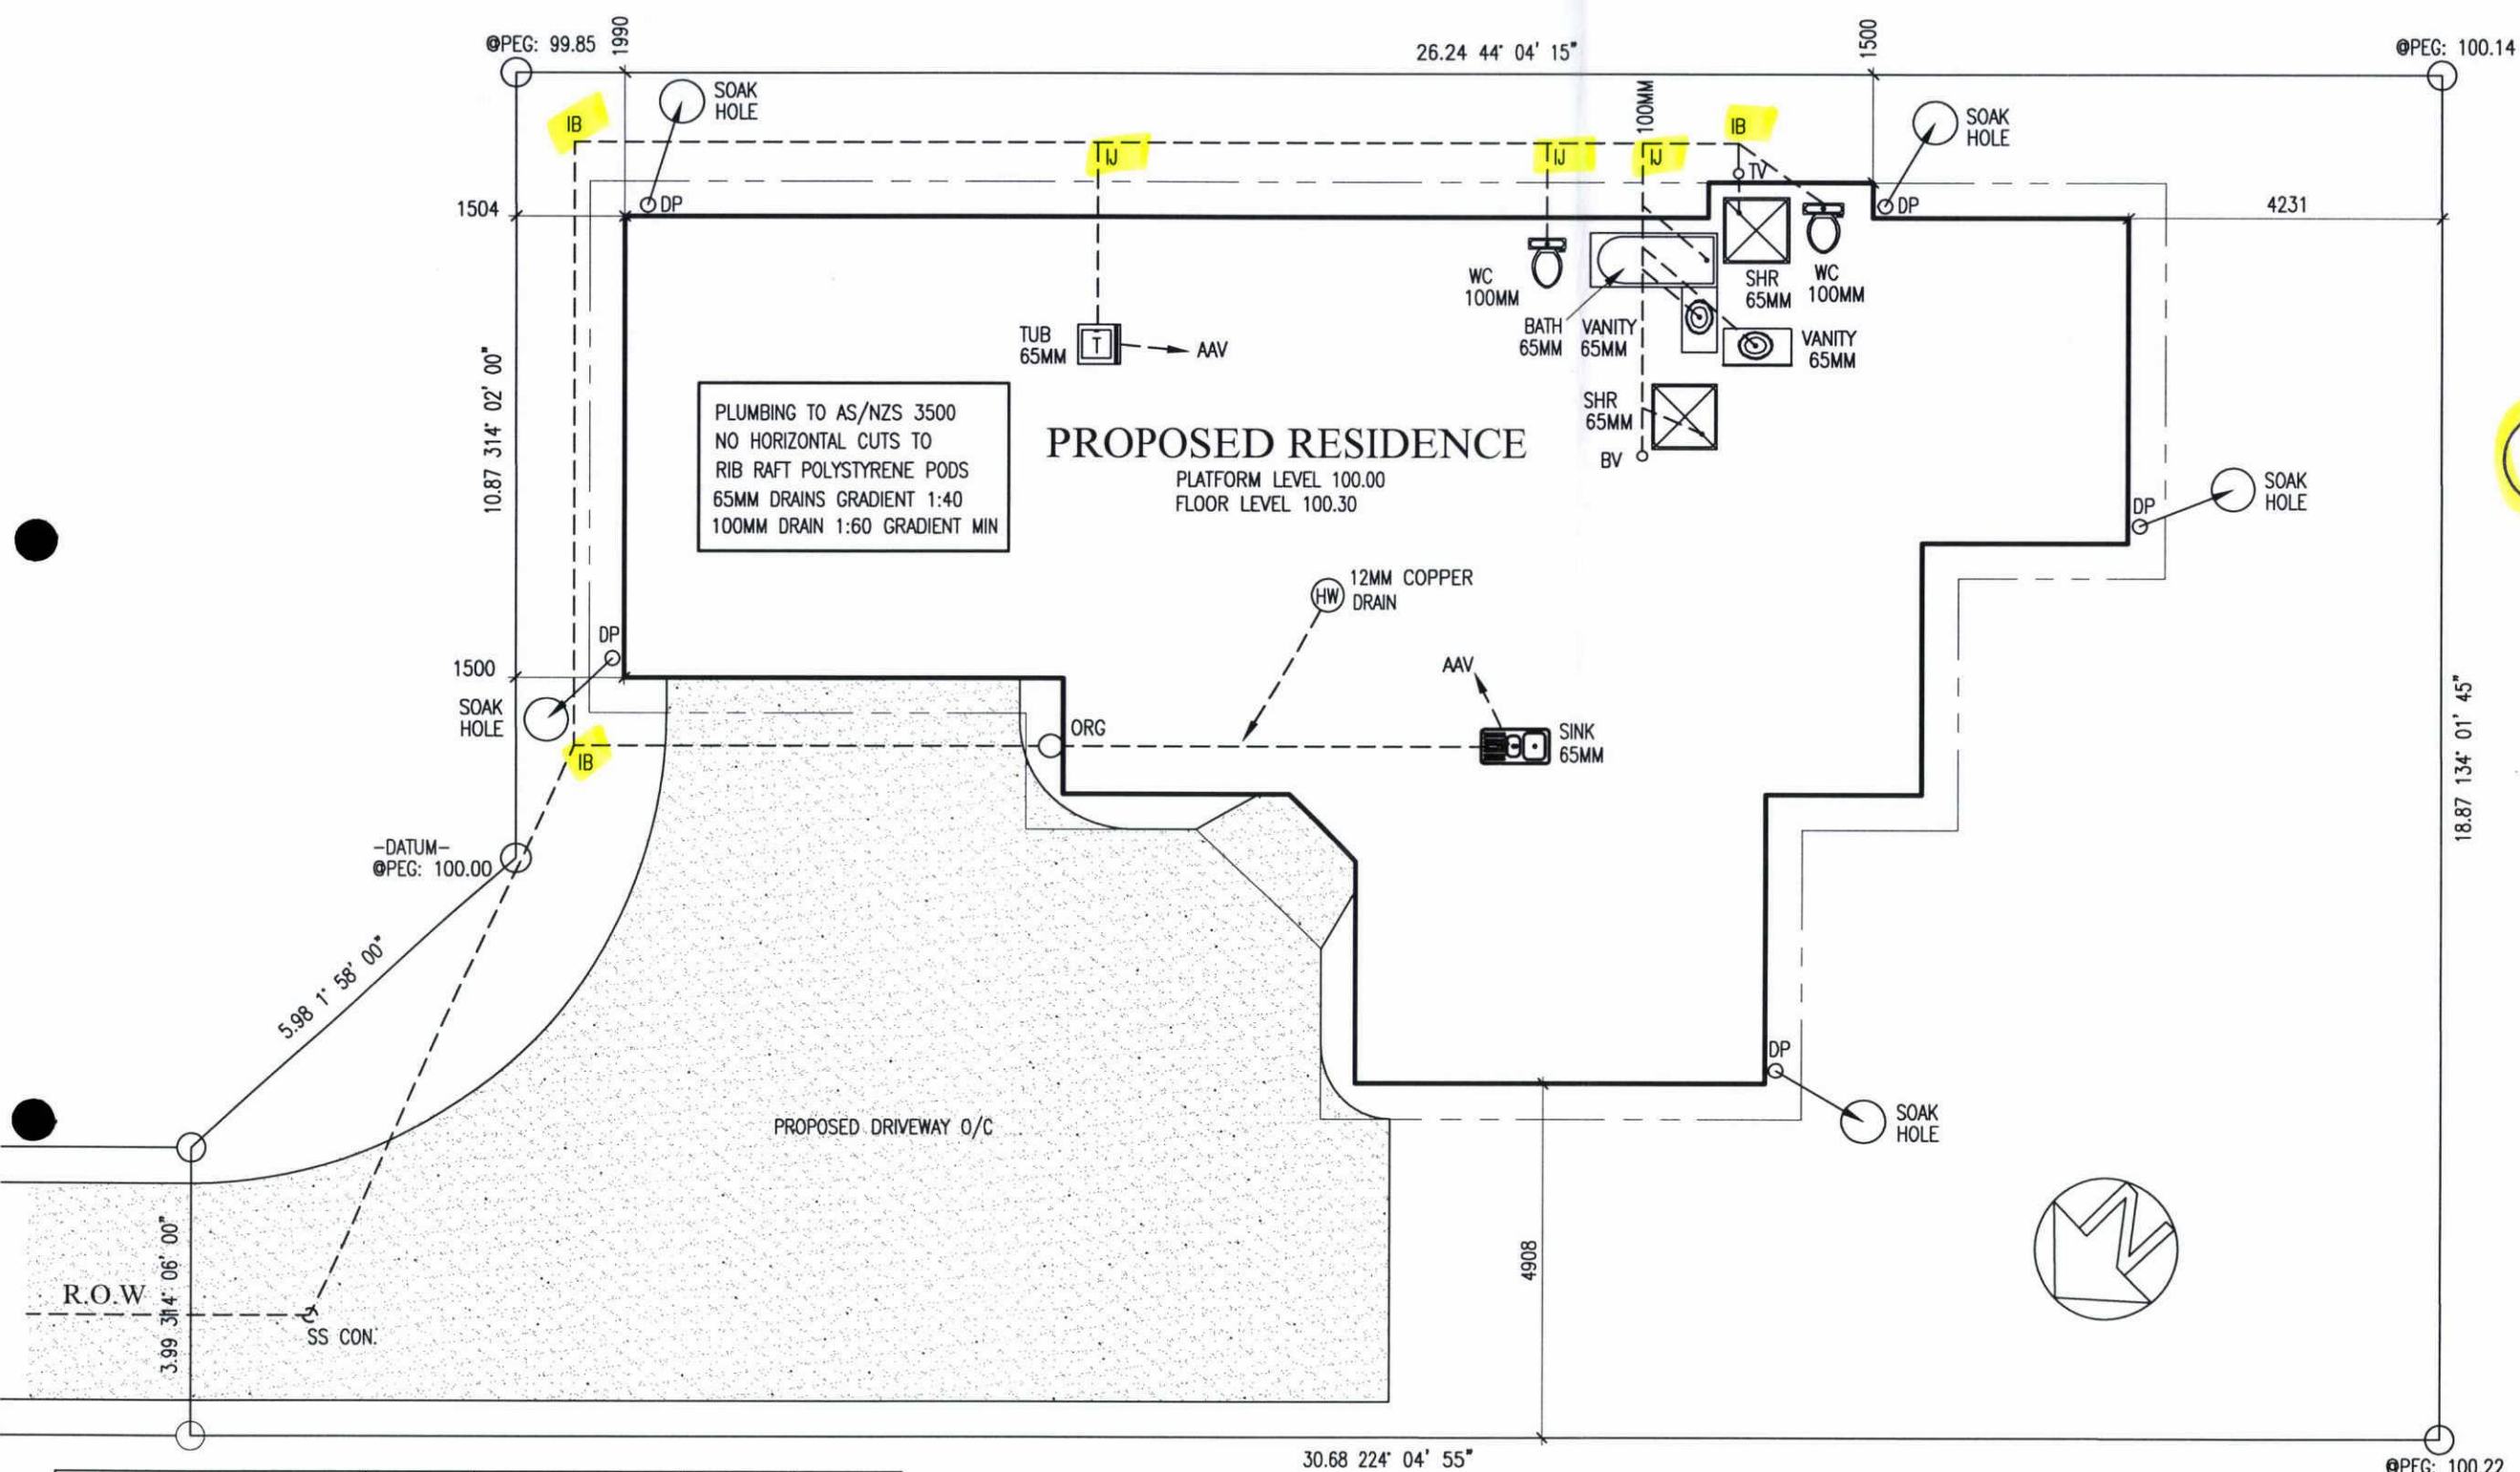 @PEG: 99.85
1990
26.24 44° 04' 15"
1500
@PEG: 100.14
SOAK
HOLE
IB
IJ
IJ
100MM
IJ
IB
TV
SOAK
HOLE
1504
DP
DP
4231
WC
100MM
SHR
65MM
WC
100MM
BATH
65MM
VANITY
65MM
VANITY
65MM
TUB
65MM
T
AAV
10.87 314° 02' 00"
PLUMBING TO AS/NZS 3500
NO HORIZONTAL CUTS TO
RIB RAFT POLYSTYRENE PODS
65MM DRAINS GRADIENT 1:40
100MM DRAIN 1:60 GRADIENT MIN
PROPOSED RESIDENCE
PLATFORM LEVEL 100.00
FLOOR LEVEL 100.30
SHR
65MM
BV
SOAK
HOLE
DP
HW
12MM COPPER
DRAIN
DP
1500
SOAK
HOLE
IB
ORG
AAV
SINK
65MM
18.87 134° 01' 45"
-DATUM-
@PEG: 100.00
5.98 1° 58' 00"
DP
SOAK
HOLE
PROPOSED DRIVEWAY O/C
4908
N
R.O.W
3.99 314° 06' 00"
SS CON.
30.68 224° 04' 55"
@PEG: 100.22